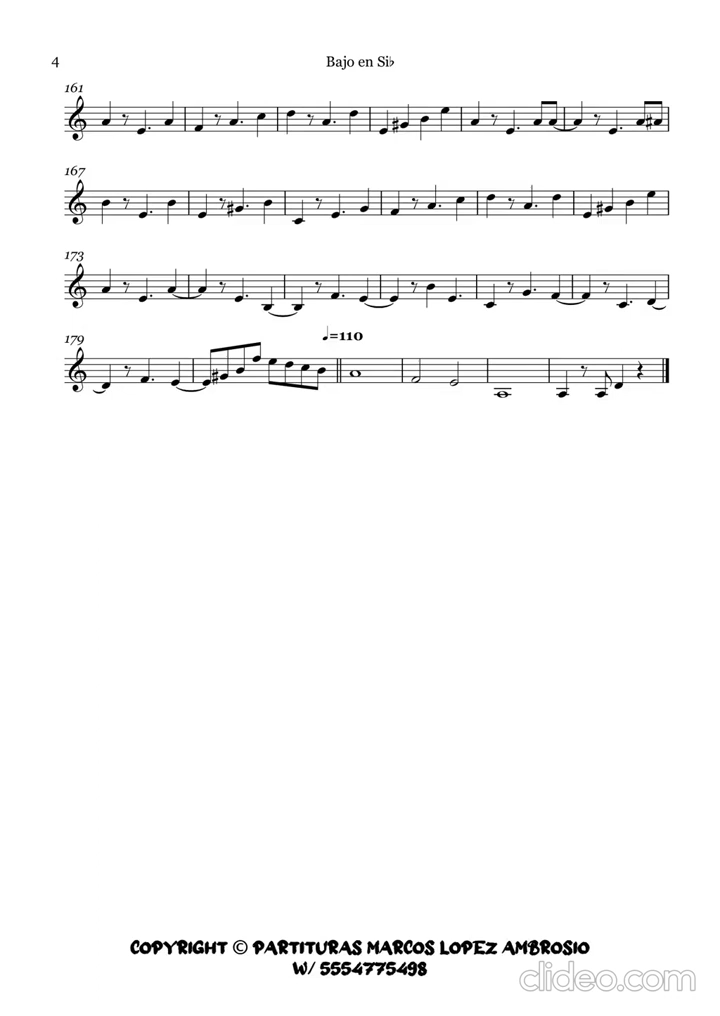 4
Bajo en Si♭
161
167
173
179
♩=110
COPYRIGHT © PARTITURAS MARCOS LOPEZ AMBROSIO
W/ 5554775498
clideo.com